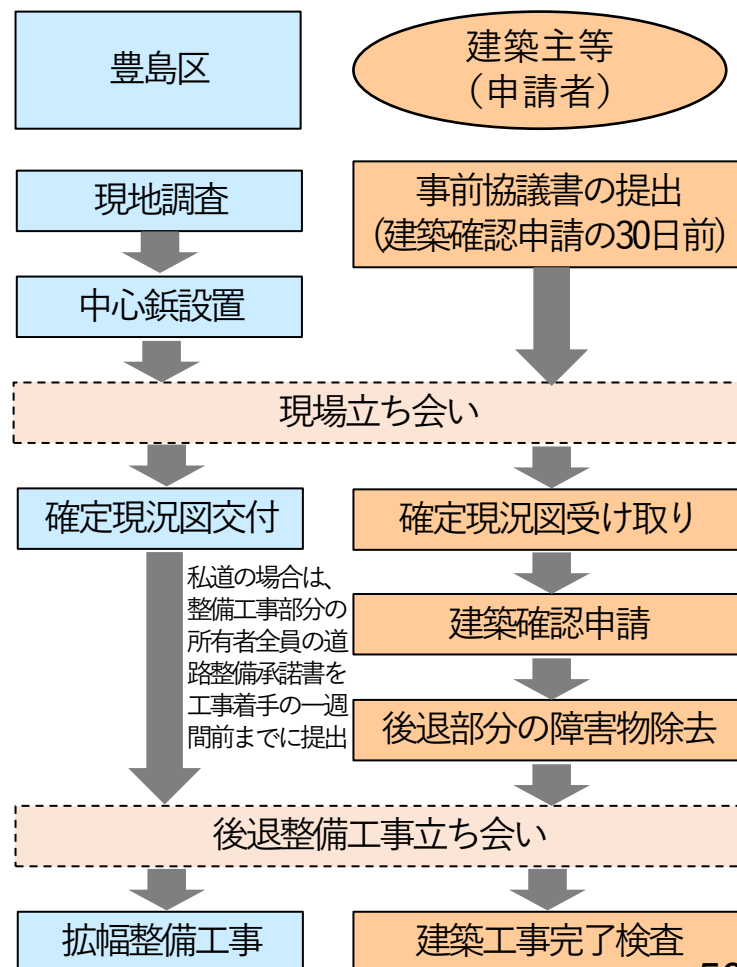 豊島区
建築主等
（申請者）
現地調査
事前協議書の提出
(建築確認申請の30日前)
中心鋲設置
現場立ち会い
確定現況図交付
確定現況図受け取り
私道の場合は、
整備工事部分の
所有者全員の道
路整備承諾書を
工事着手の一週
間前までに提出
建築確認申請
後退部分の障害物除去
後退整備工事立ち会い
拡幅整備工事
建築工事完了検査